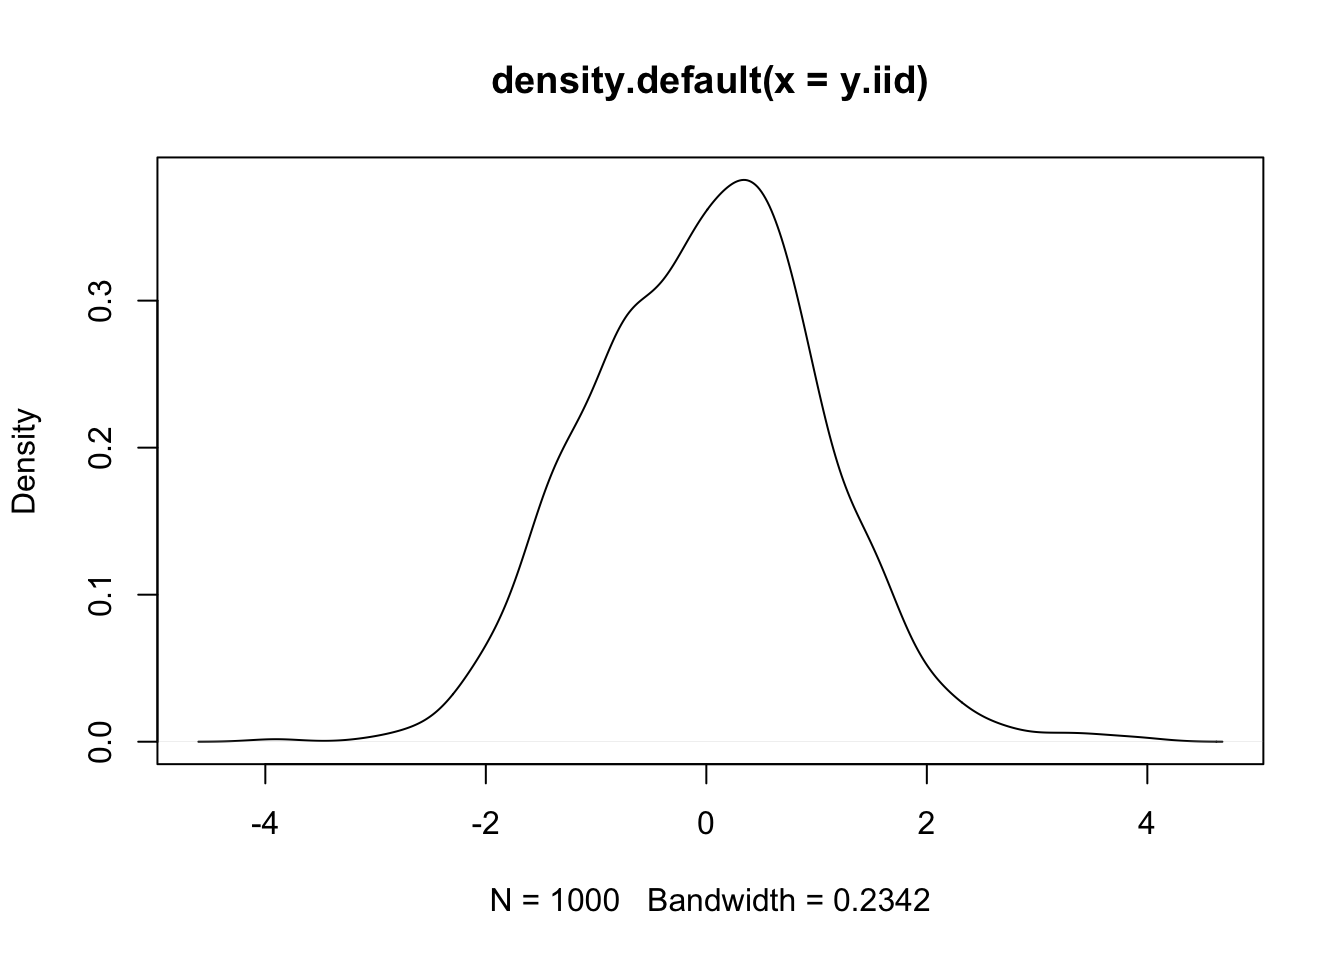 density.default(x = y.iid)
Density
0.3
0.2
0.1
0.0
-4 -2 0 2 4
N = 1000 Bandwidth = 0.2342